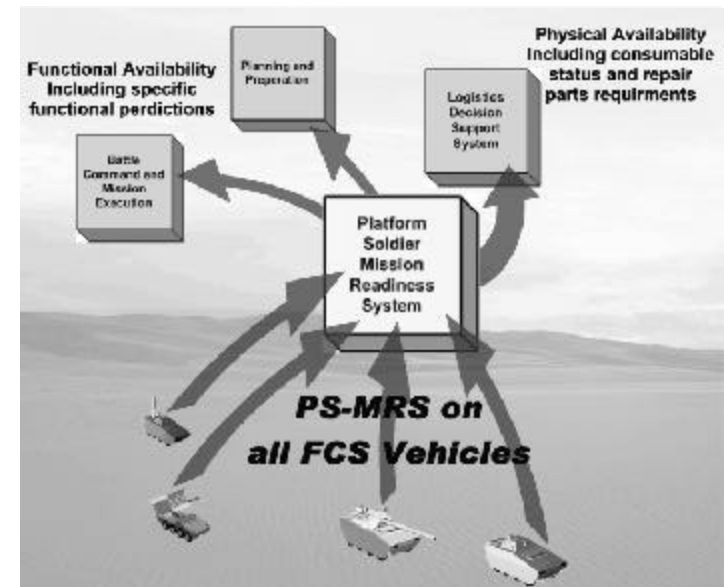 Functional Availability
Including specific
functional perdictions
Planning and
Preperation
Physical Availability
Including consumable
status and repair
parts requirments
Logistics
Decision
Support
System
Battle
Command and
Mission
Execution
Platform
Soldier
Mission
Readiness
System
PS-MRS on
all FCS Vehicles